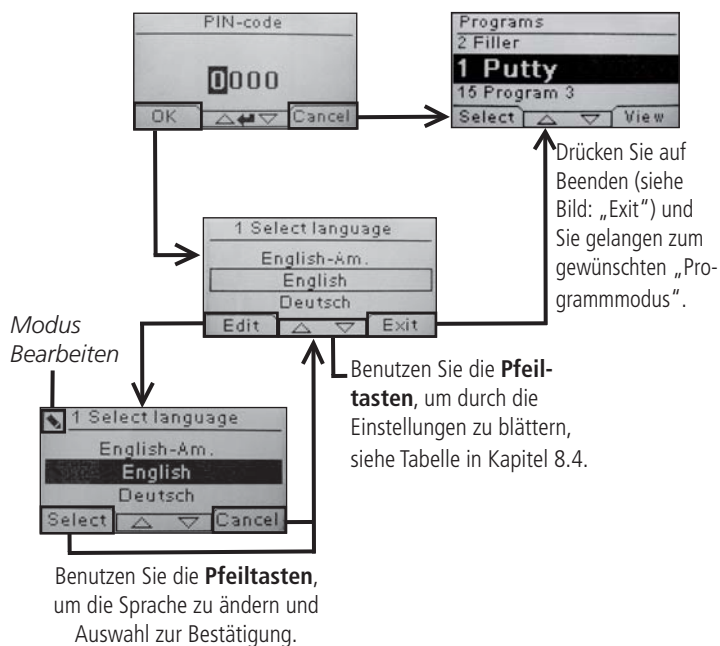 PIN-code
0000
OK
Cancel
Programs
2 Filler
1 Putty
15 Program 3
Select
View
Drücken Sie auf
Beenden (siehe
Bild: „Exit") und
Sie gelangen zum
gewünschten „Pro-
grammmodus".
1 Select language
English-Am.
English
Deutsch
Edit
Exit
Modus
Bearbeiten
Benutzen Sie die Pfeil-
tasten, um durch die
Einstellungen zu blättern,
siehe Tabelle in Kapitel 8.4.
1 Select language
English-Am.
English
Deutsch
Select
Cancel
Benutzen Sie die Pfeiltasten,
um die Sprache zu ändern und
Auswahl zur Bestätigung.